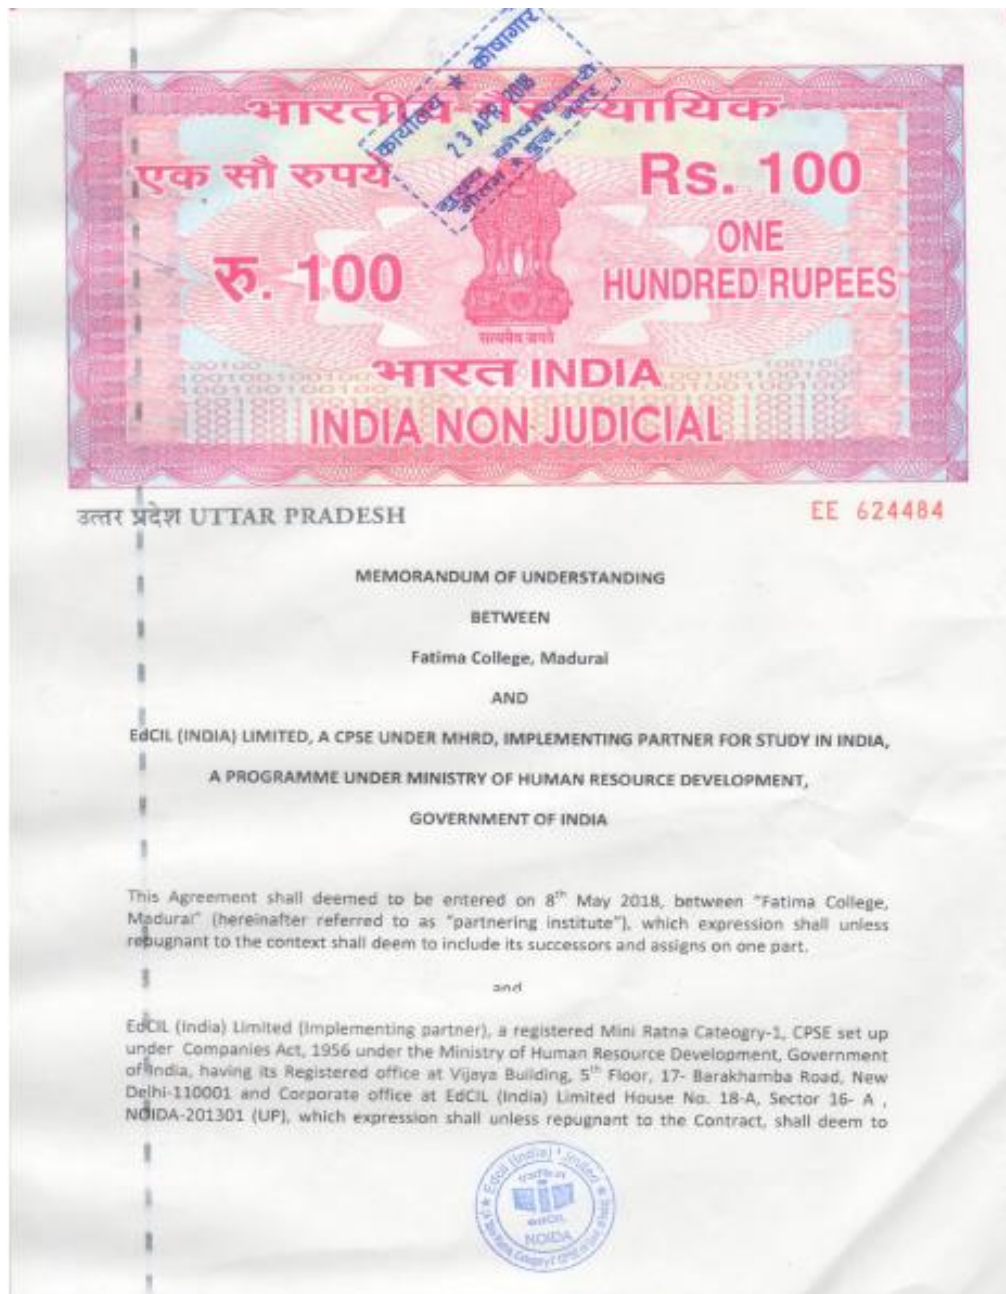 कार्यालय ★ कोषागार
23 APR 2018
भारतीय गैर न्यायिक
एक सौ रुपये
Rs. 100
रु. 100
ONE
HUNDRED RUPEES
सत्यमेव जयते
भारत INDIA
INDIA NON JUDICIAL
उत्तर प्रदेश UTTAR PRADESH
EE 624484
MEMORANDUM OF UNDERSTANDING
BETWEEN
Fatima College, Madurai
AND
EdCIL (INDIA) LIMITED, A CPSE UNDER MHRD, IMPLEMENTING PARTNER FOR STUDY IN INDIA,
A PROGRAMME UNDER MINISTRY OF HUMAN RESOURCE DEVELOPMENT,
GOVERNMENT OF INDIA
This Agreement shall deemed to be entered on 8th May 2018, between "Fatima College,
Madurai" (hereinafter referred to as "partnering institute"), which expression shall unless
repugnant to the context shall deem to include its successors and assigns on one part.
and
EdCIL (India) Limited (Implementing partner), a registered Mini Ratna Cateogry-1, CPSE set up
under Companies Act, 1956 under the Ministry of Human Resource Development, Government
of India, having its Registered office at Vijaya Building, 5th Floor, 17- Barakhamba Road, New
Delhi-110001 and Corporate office at EdCIL (India) Limited House No. 18-A, Sector 16- A ,
NOIDA-201301 (UP), which expression shall unless repugnant to the Contract, shall deem to
Edcil (India) Limited
EdCIL
NOIDA